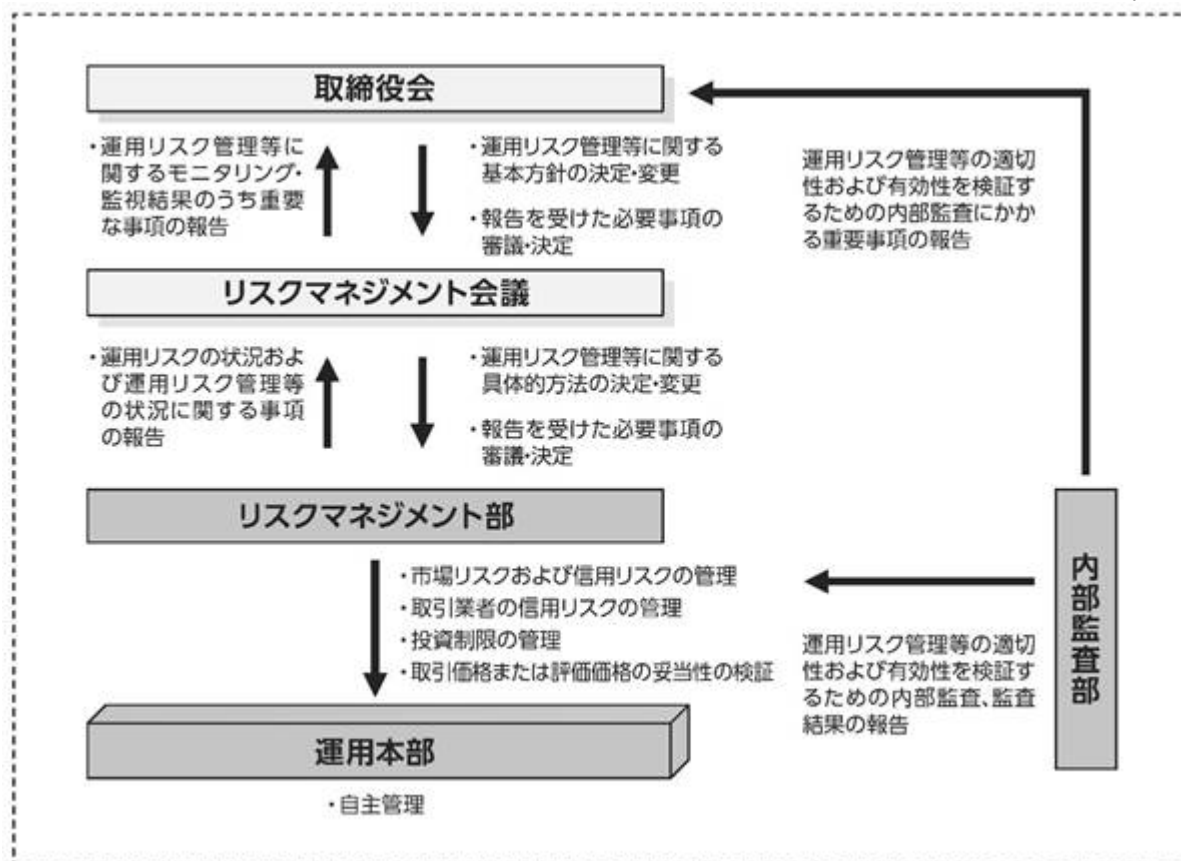 取締役会
・運用リスク管理等に
関するモニタリング・
監視結果のうち重要
な事項の報告
・運用リスク管理等に関する
基本方針の決定・変更
・報告を受けた必要事項の
審議・決定
運用リスク管理等の適切
性および有効性を検証す
るための内部監査にかか
る重要事項の報告
リスクマネジメント会議
・運用リスクの状況およ
び運用リスク管理等
の状況に関する事項
の報告
・運用リスク管理等に関する
具体的方法の決定・変更
・報告を受けた必要事項の
審議・決定
リスクマネジメント部
・市場リスクおよび信用リスクの管理
・取引業者の信用リスクの管理
・投資制限の管理
・取引価格または評価価格の妥当性の検証
運用リスク管理等の適切
性および有効性を検証す
るための内部監査、監査
結果の報告
内部監査部
運用本部
・自主管理